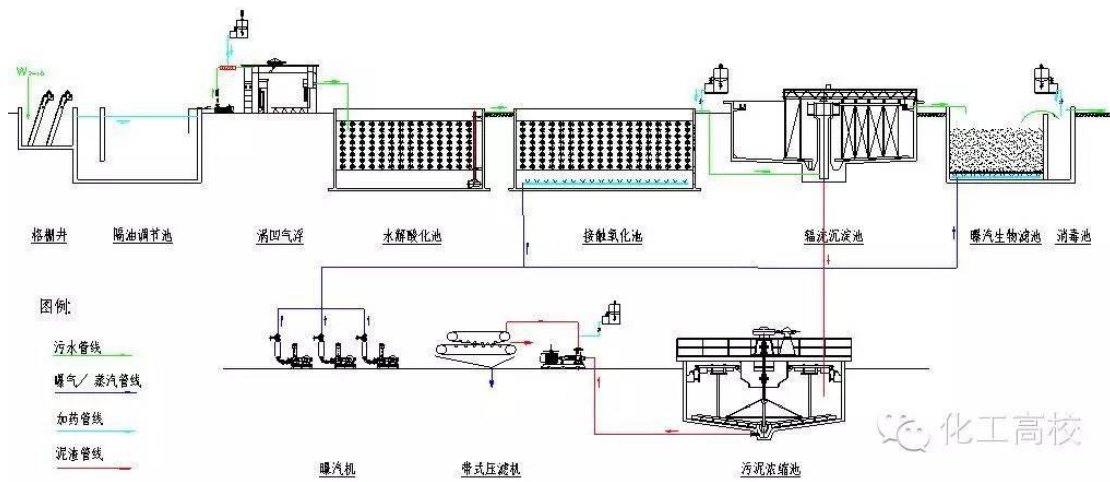 格栅井
隔油调节池
涡凹气浮
水解酸化池
接触氧化池
辐流沉淀池
曝汽生物滤池
消毒池
图例:
污水管线
曝气/蒸汽管线
加药管线
泥渣管线
曝汽机
带式压滤机
污泥浓缩池
化工高校